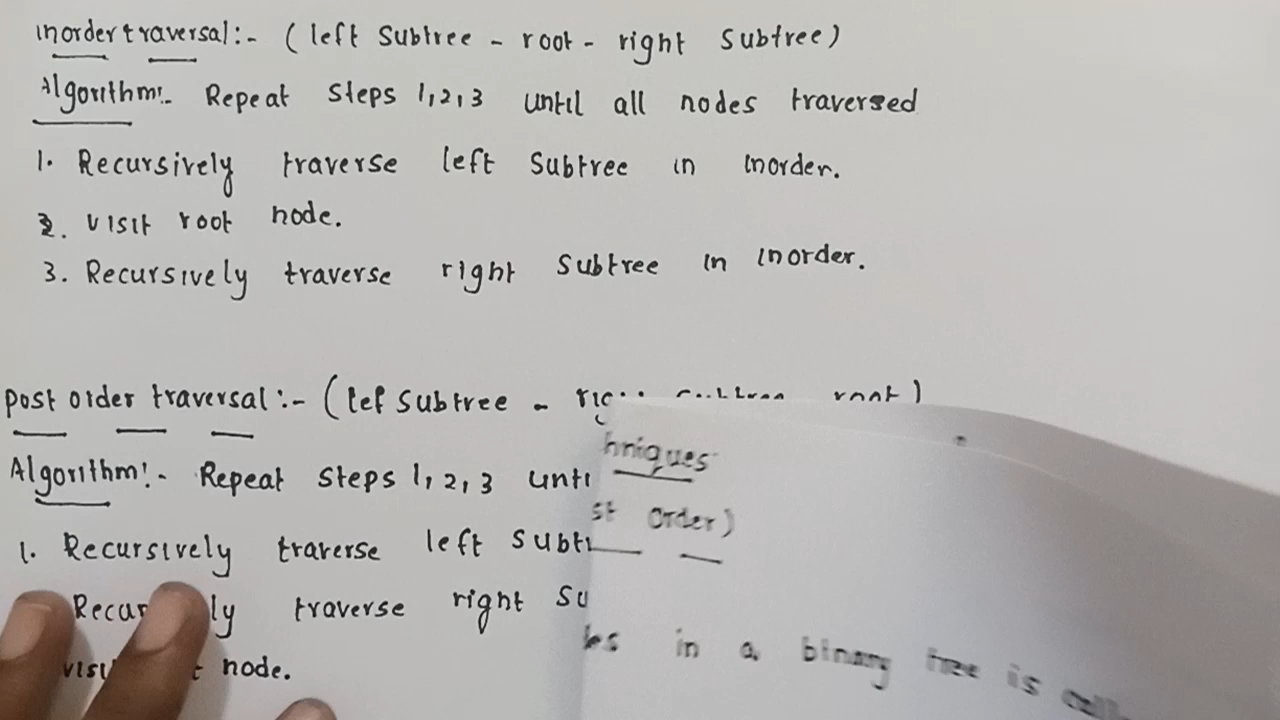 Inorder traversal:- (left Subtree - root - right Subtree)
Algorithm:- Repeat Steps 1,2,3 until all nodes traversed
1. Recursively traverse left Subtree in inorder.
2. visit root node.
3. Recursively traverse right Subtree in inorder.
post order traversal:- (lef subtree - root)
Algorithm:- Repeat steps 1, 2, 3
1. Recursively traverse left
traverse right
node.
hniques
st order)
in a binary tree is